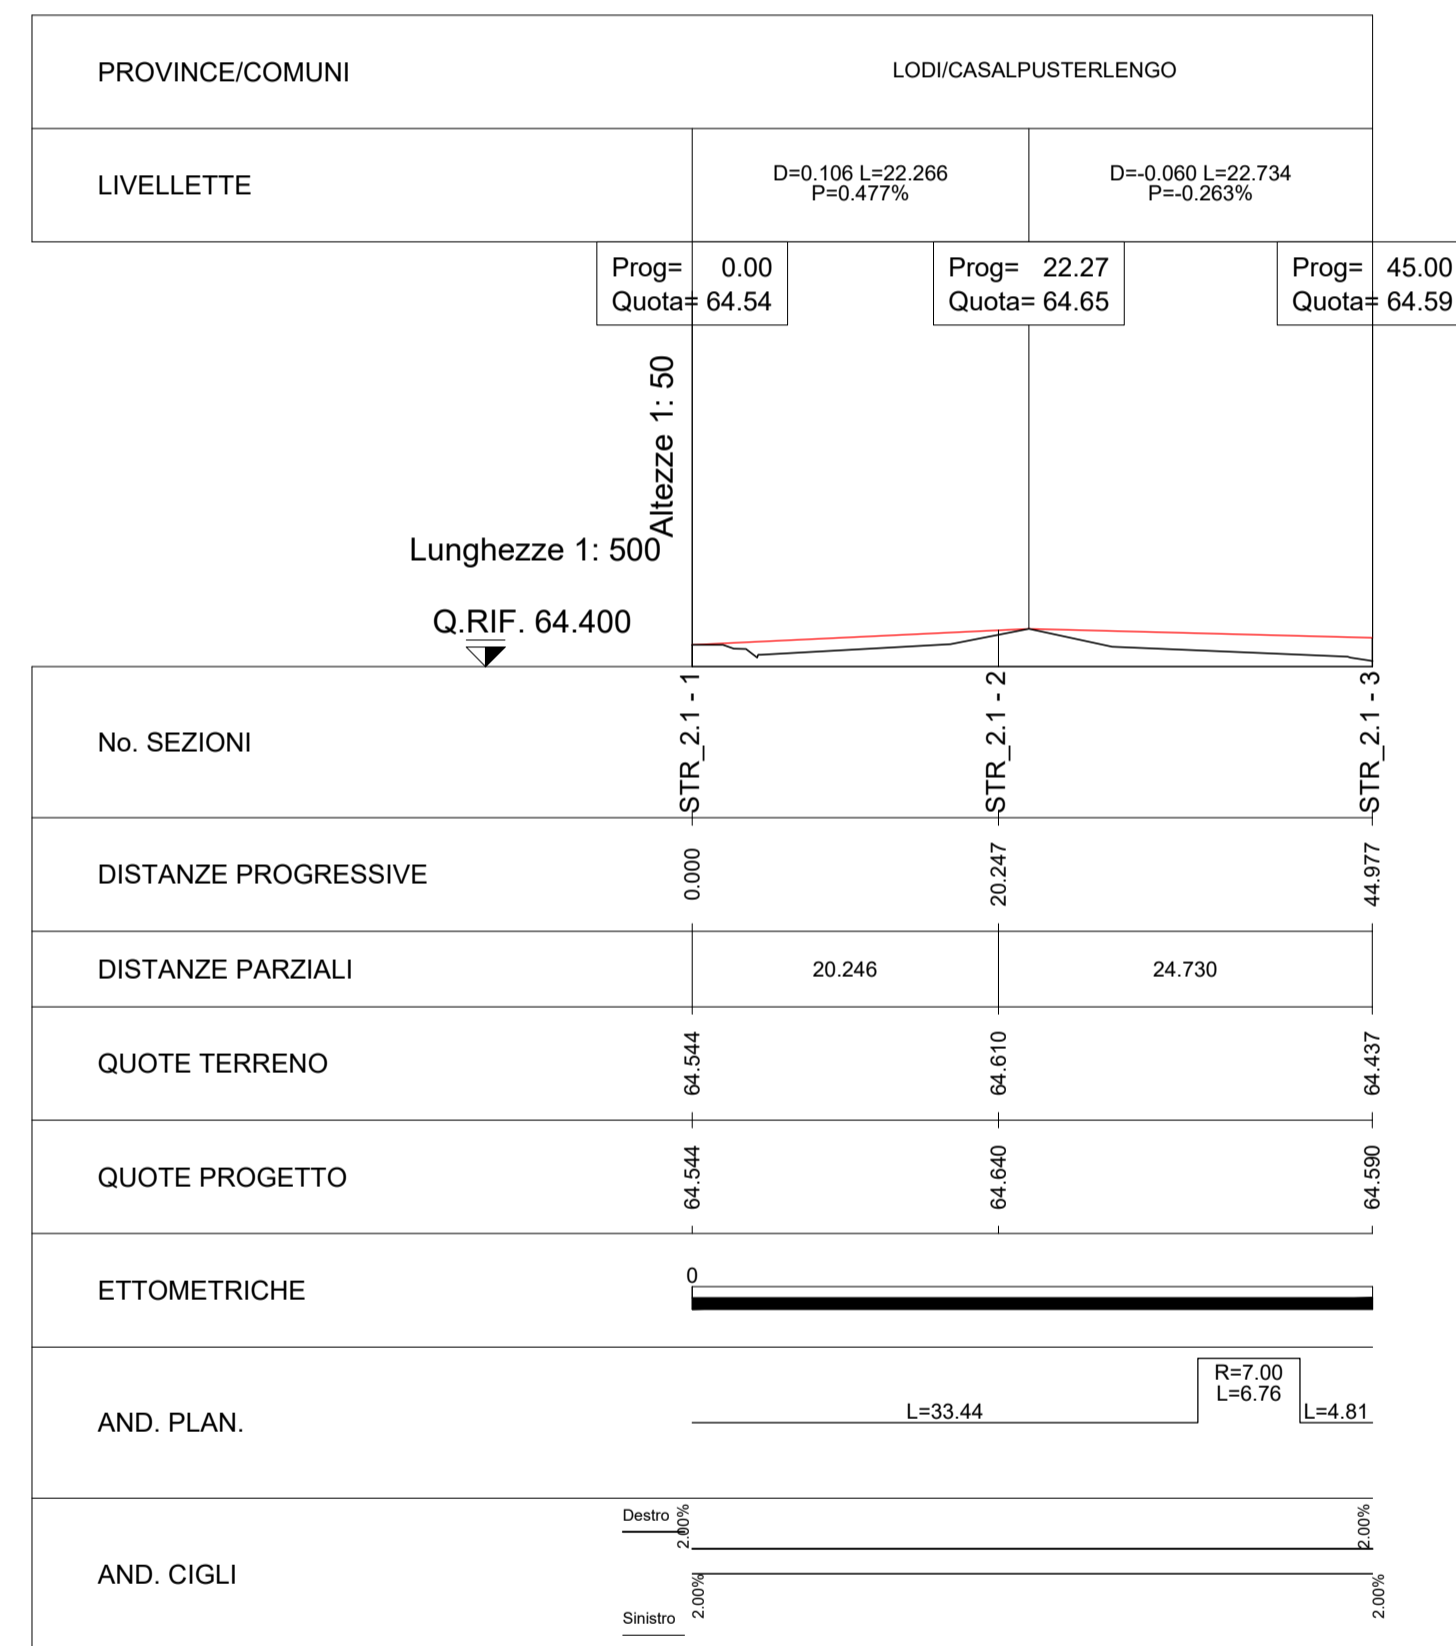 PROVINCE/COMUNI
LODI/CASALPUSTERLENGO
LIVELLETTE
D=0.106 L=22.266
P=0.477%
D=-0.060 L=22.734
P=-0.263%
Prog= 0.00
Quota= 64.54
Prog= 22.27
Quota= 64.65
Prog= 45.00
Quota= 64.59
Altezze 1: 50
Lunghezze 1: 500
Q.RIF. 64.400
No. SEZIONI
STR_2.1 - 1
STR_2.1 - 2
STR_2.1 - 3
DISTANZE PROGRESSIVE
0.000
20.247
44.977
DISTANZE PARZIALI
20.246
24.730
QUOTE TERRENO
64.544
64.610
64.437
QUOTE PROGETTO
64.544
64.640
64.590
ETTOMETRICHE
0
AND. PLAN.
L=33.44
R=7.00
L=6.76
L=4.81
AND. CIGLI
Destro
2.00%
2.00%
Sinistro
2.00%
2.00%